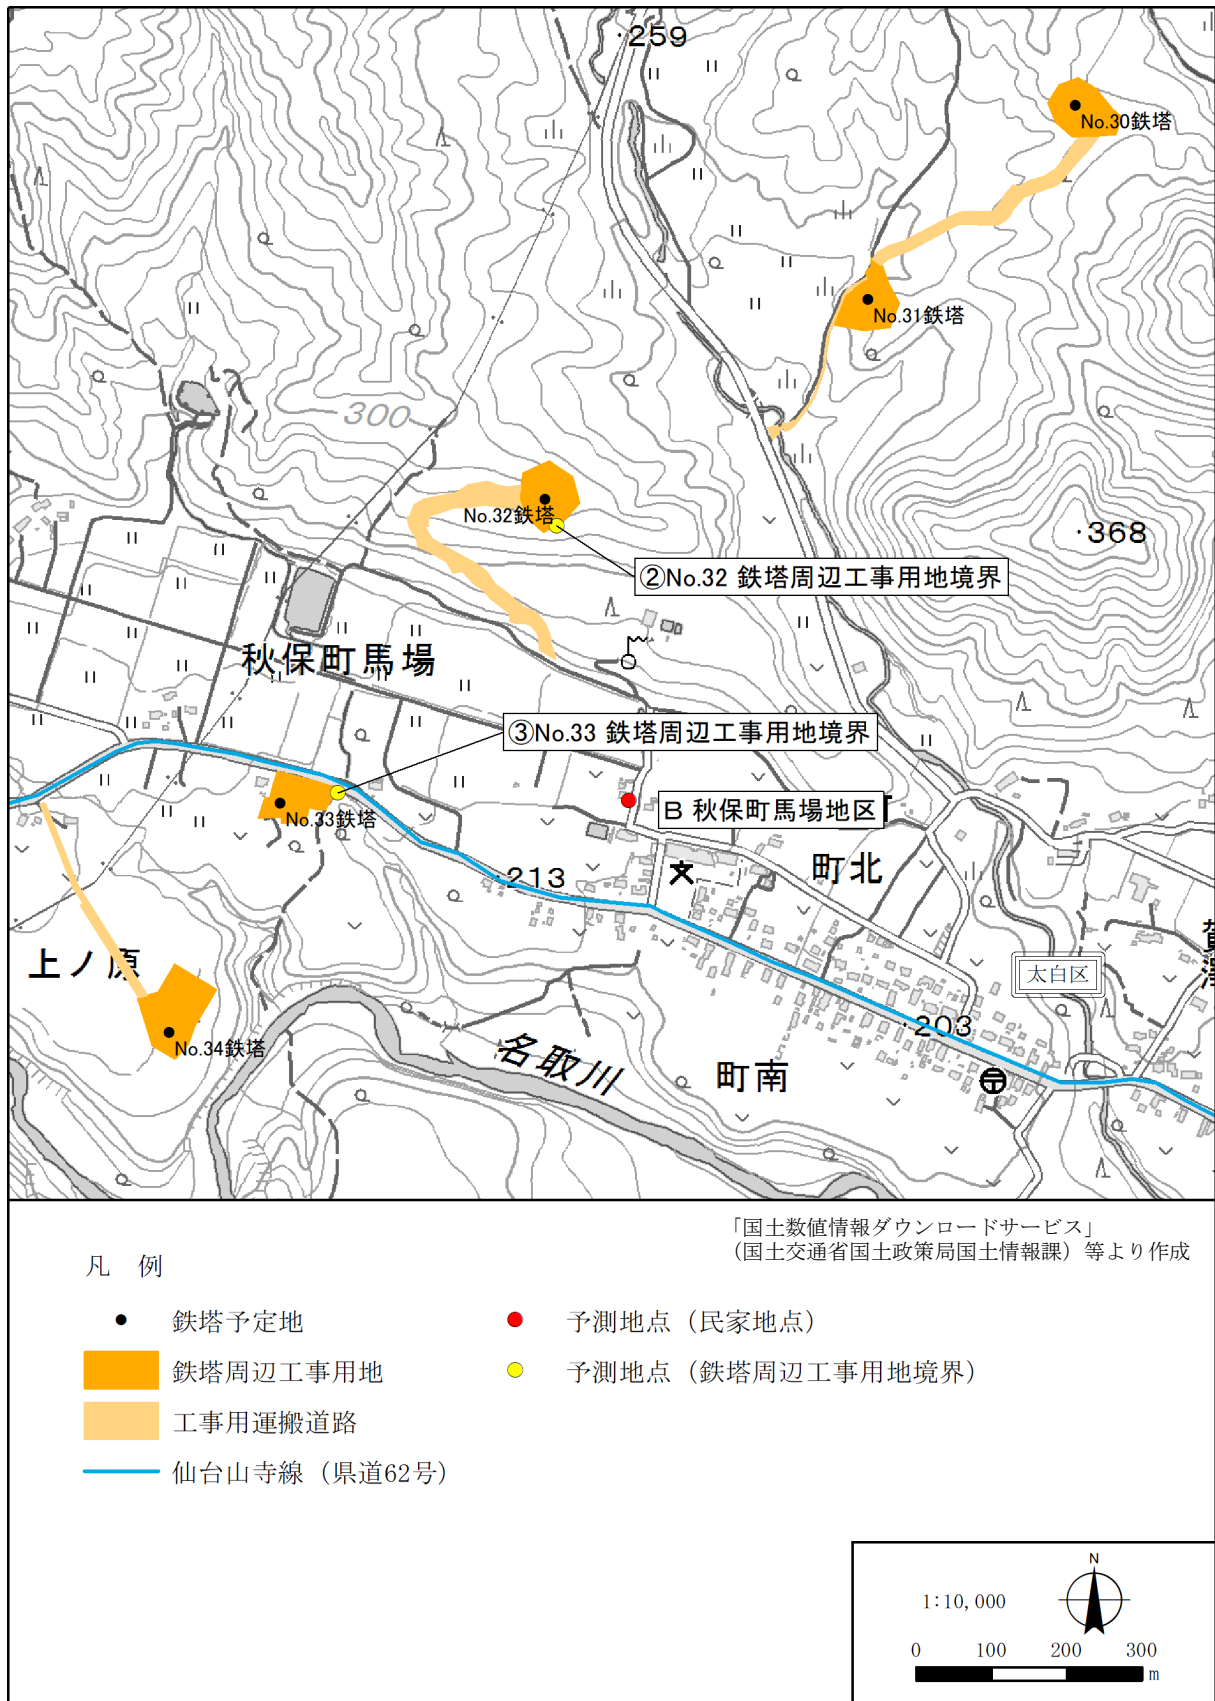 259
No.30鉄塔
No.31鉄塔
300
No.32鉄塔
368
②No.32 鉄塔周辺工事用地境界
秋保町馬場
③No.33 鉄塔周辺工事用地境界
B 秋保町馬場地区
No.33鉄塔
213
町北
上ノ原
太白区
203
No.34鉄塔
名取川
町南
「国土数値情報ダウンロードサービス」
（国土交通省国土政策局国土情報課）等より作成
凡 例
鉄塔予定地
予測地点（民家地点）
鉄塔周辺工事用地
予測地点（鉄塔周辺工事用地境界）
工事用運搬道路
仙台山寺線（県道62号）
N
1:10,000
0 100 200 300
m